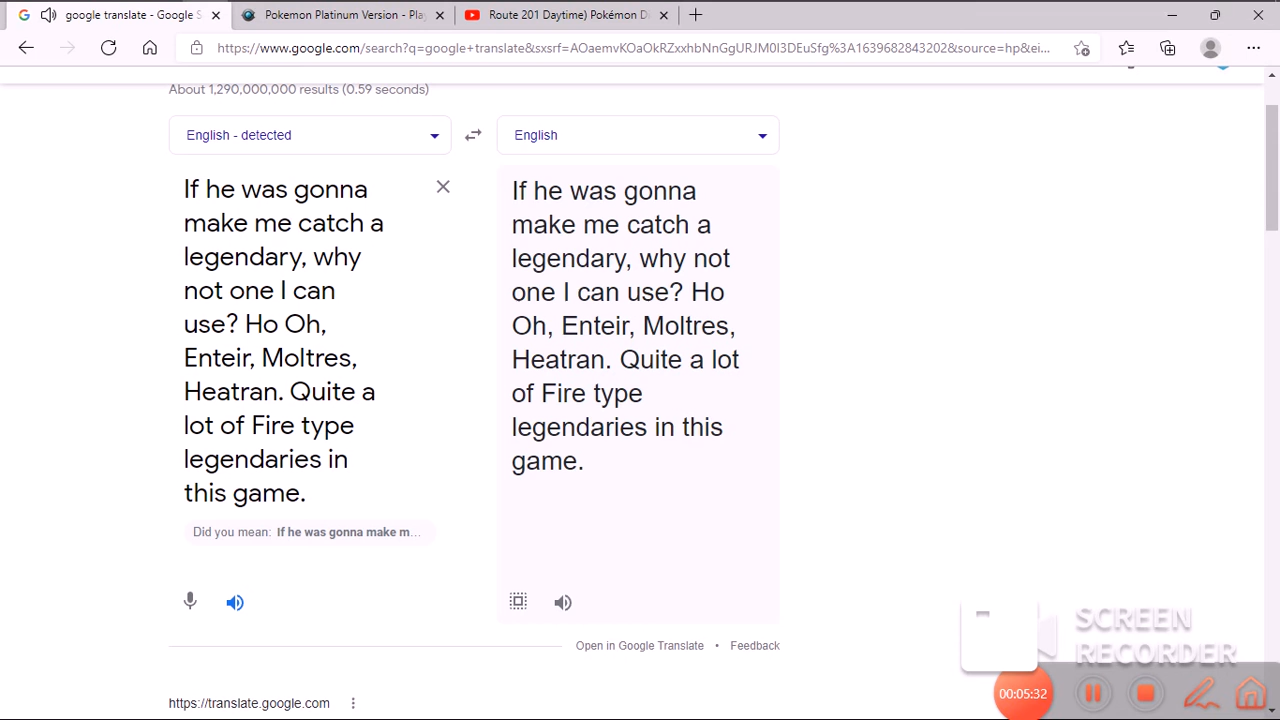 google translate - Google S
Pokemon Platinum Version - Play
Route 201 Daytime) Pokémon D
https://www.google.com/search?q=google+translate&sxsrf=AOaemvKOaOkRZxxhbNnGgURJM0I3DEuSfg%3A1639682843202&source=hp&ei...
About 1,290,000,000 results (0.59 seconds)
English - detected
English
If he was gonna
make me catch a
legendary, why
not one I can
use? Ho Oh,
Enteir, Moltres,
Heatran. Quite a
lot of Fire type
legendaries in
this game.
Did you mean: If he was gonna make m...
If he was gonna
make me catch a
legendary, why not
one I can use? Ho
Oh, Enteir, Moltres,
Heatran. Quite a lot
of Fire type
legendaries in this
game.
Open in Google Translate • Feedback
https://translate.google.com
SCREEN
RECORDER
00:05:32